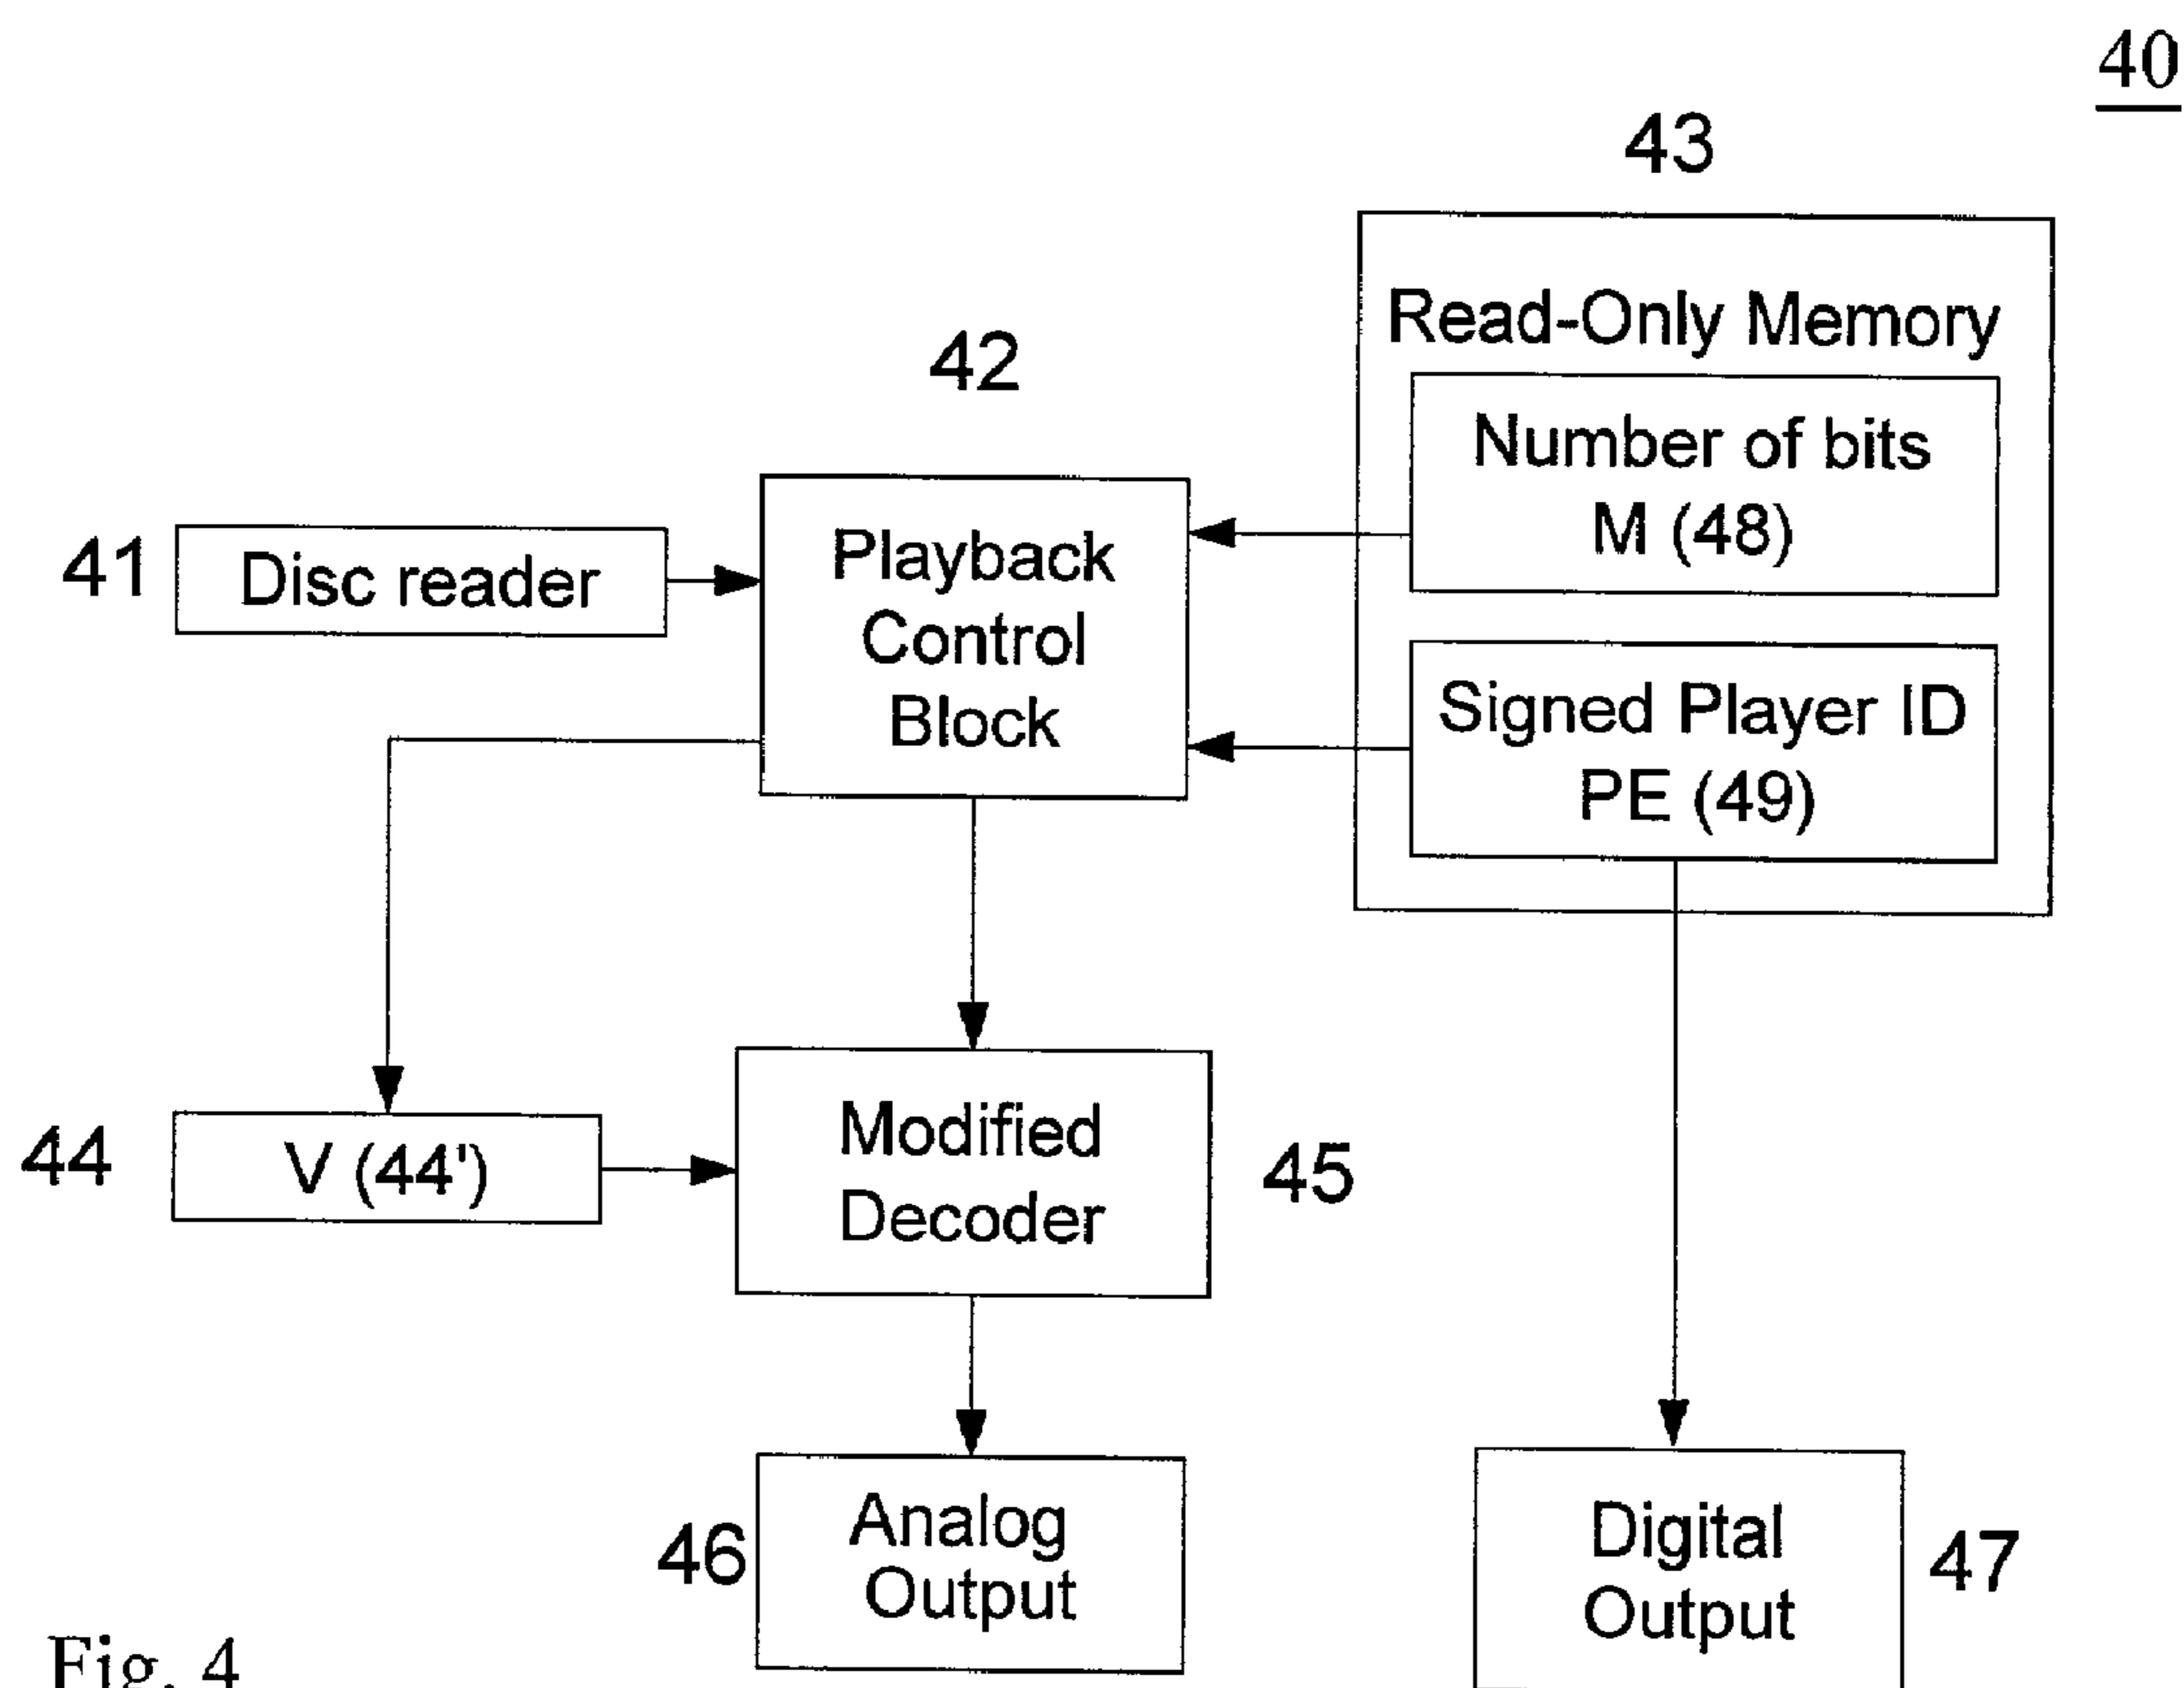 40
43
Read-Only Memory
42
Number of bits
M (48)
Playback
Control
Block
41
Disc reader
Signed Player ID
PE (49)
44
V (44')
Modified
Decoder
45
46
Analog
Output
Digital
Output
47
Fig. 4